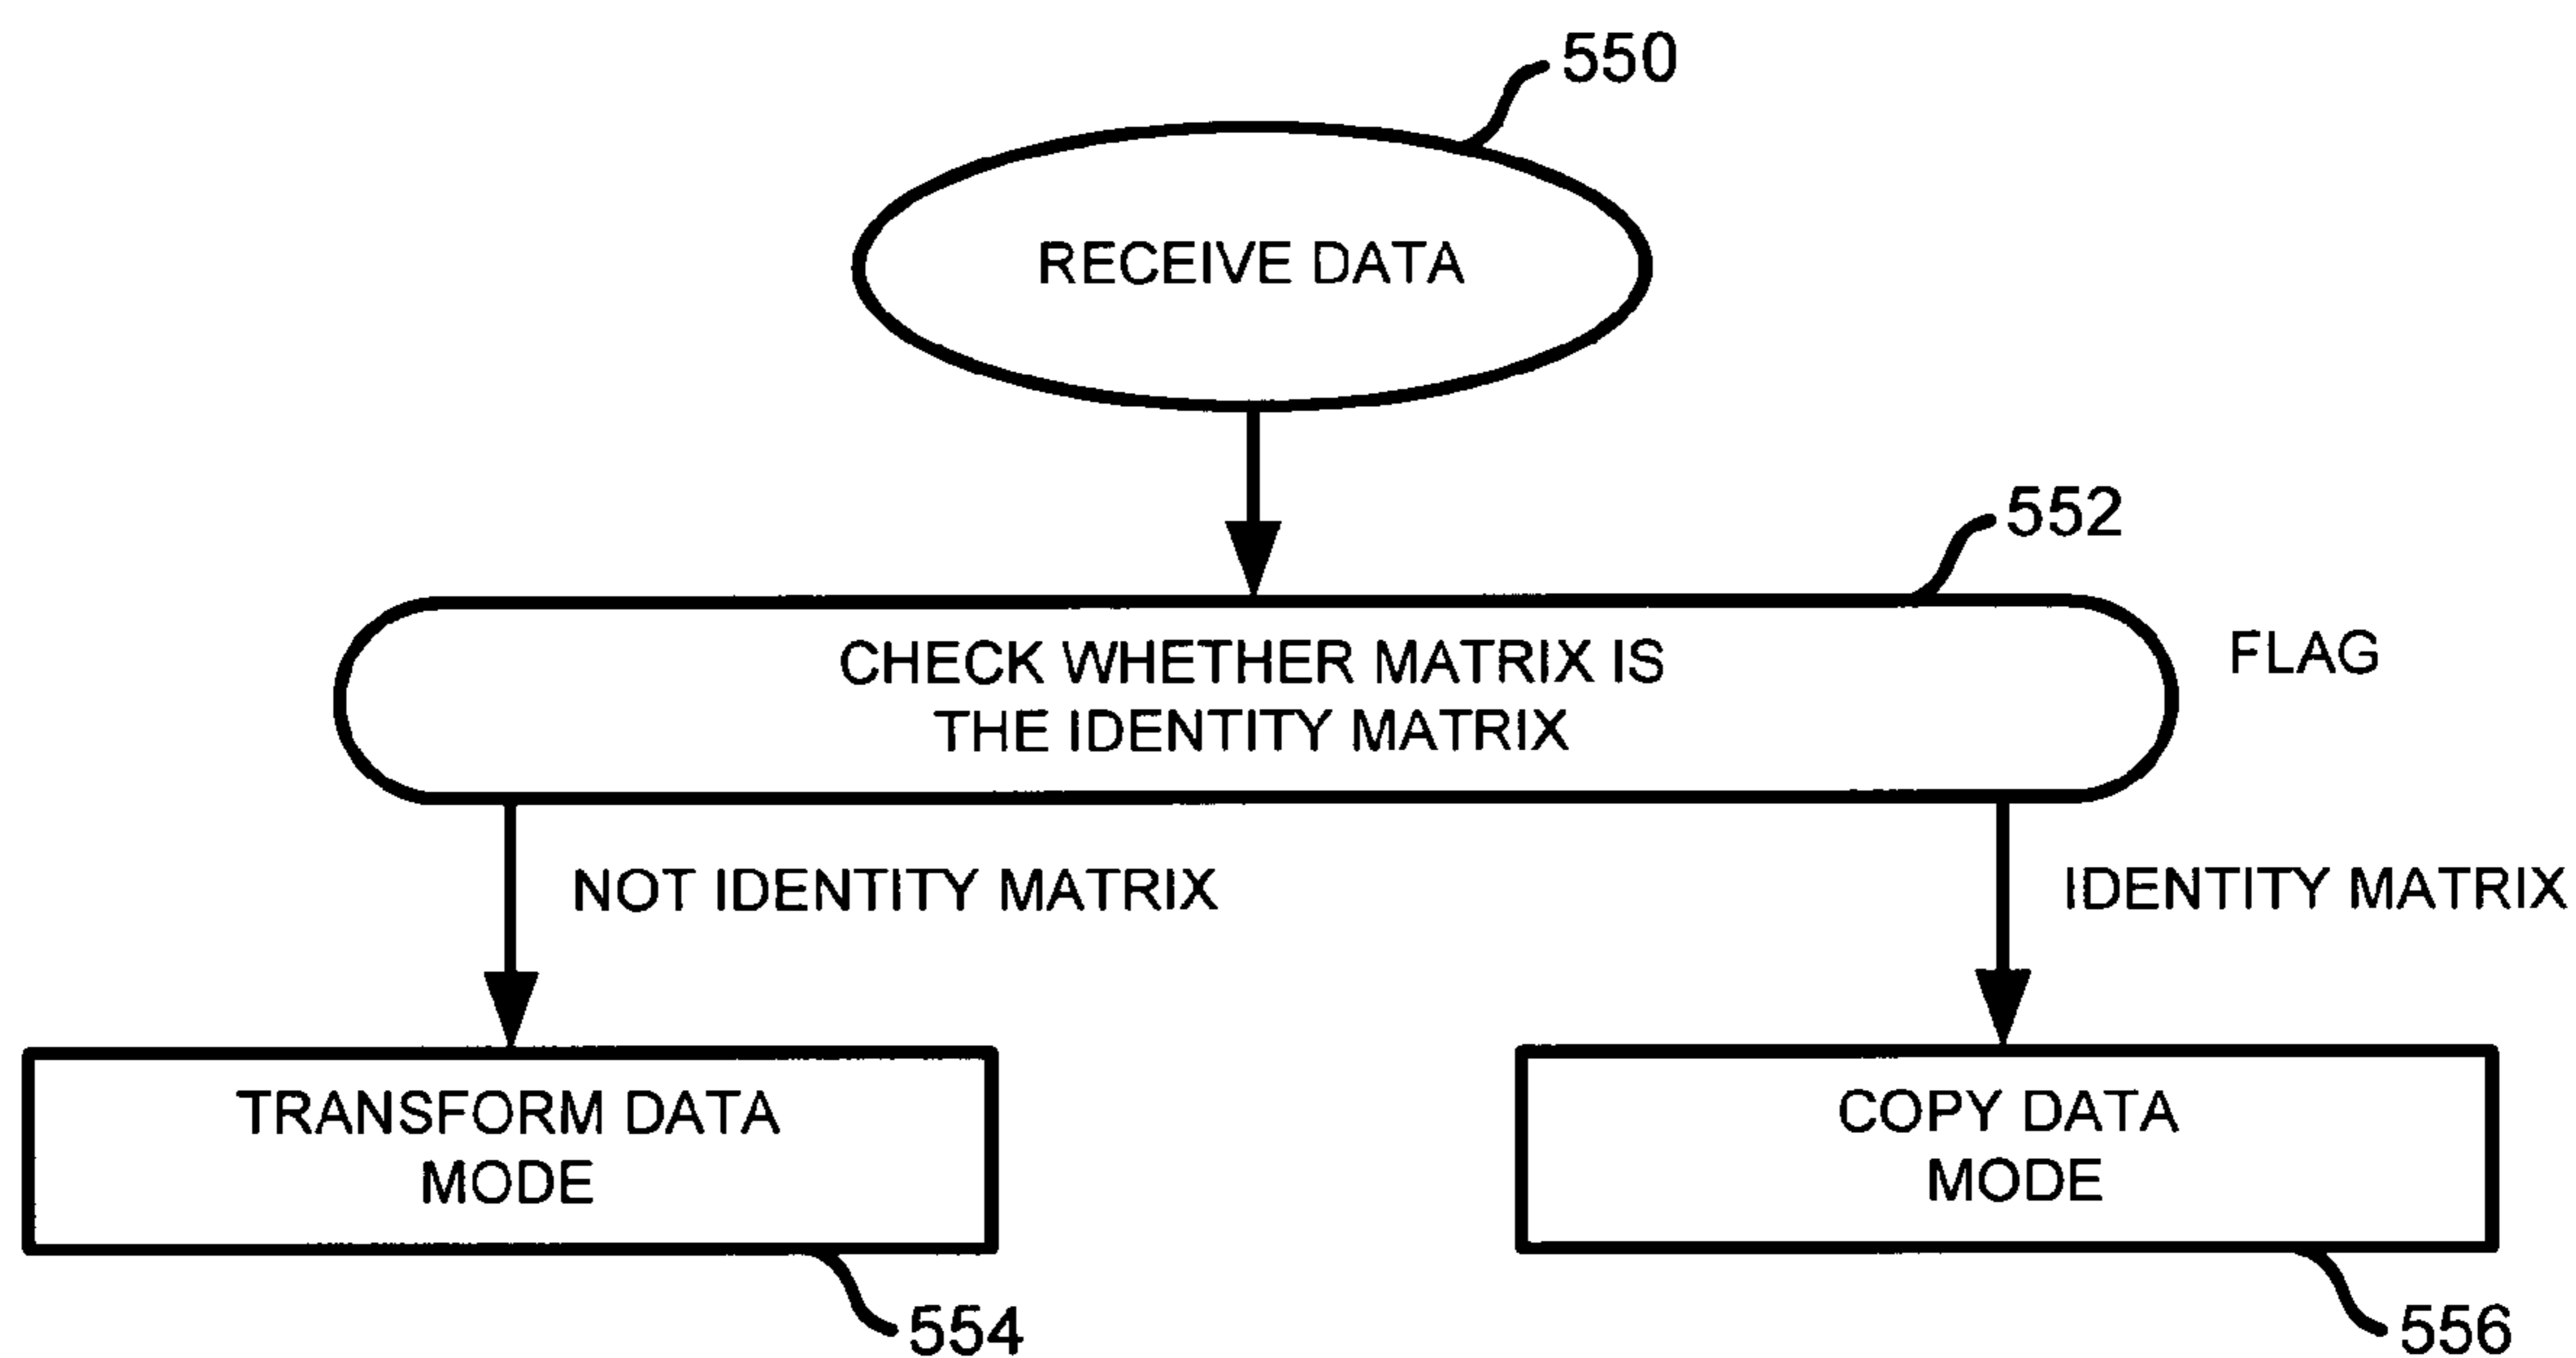 550
RECEIVE DATA
552
CHECK WHETHER MATRIX IS
THE IDENTITY MATRIX
FLAG
NOT IDENTITY MATRIX
IDENTITY MATRIX
TRANSFORM DATA
MODE
COPY DATA
MODE
554
556